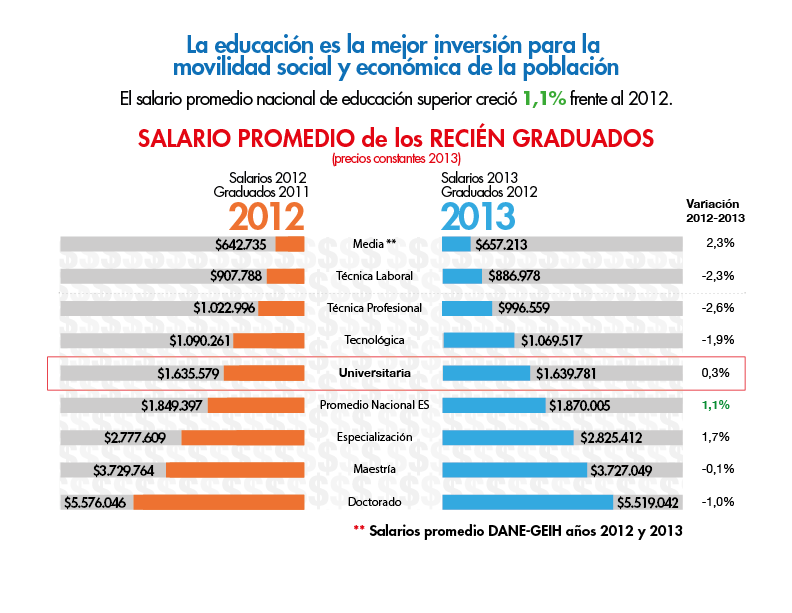 La educación es la mejor inversión para la
movilidad social y económica de la población
El salario promedio nacional de educación superior creció 1,1% frente al 2012.
SALARIO PROMEDIO de los RECIÉN GRADUADOS
(precios constantes 2013)
Salarios 2012 Salarios 2013
Graduados 2011 Graduados 2012
2012 2013 Variación
2012-2013
$642.735 Media ** $657.213 2,3%
$907.788 Técnica Laboral $886.978 -2,3%
$1.022.996 Técnica Profesional $996.559 -2,6%
$1.090.261 Tecnológica $1.069.517 -1,9%
$1.635.579 Universitaria $1.639.781 0,3%
$1.849.397 Promedio Nacional ES $1.870.005 1,1%
$2.777.609 Especialización $2.825.412 1,7%
$3.729.764 Maestría $3.727.049 -0,1%
$5.576.046 Doctorado $5.519.042 -1,0%
** Salarios promedio DANE-GEIH años 2012 y 2013